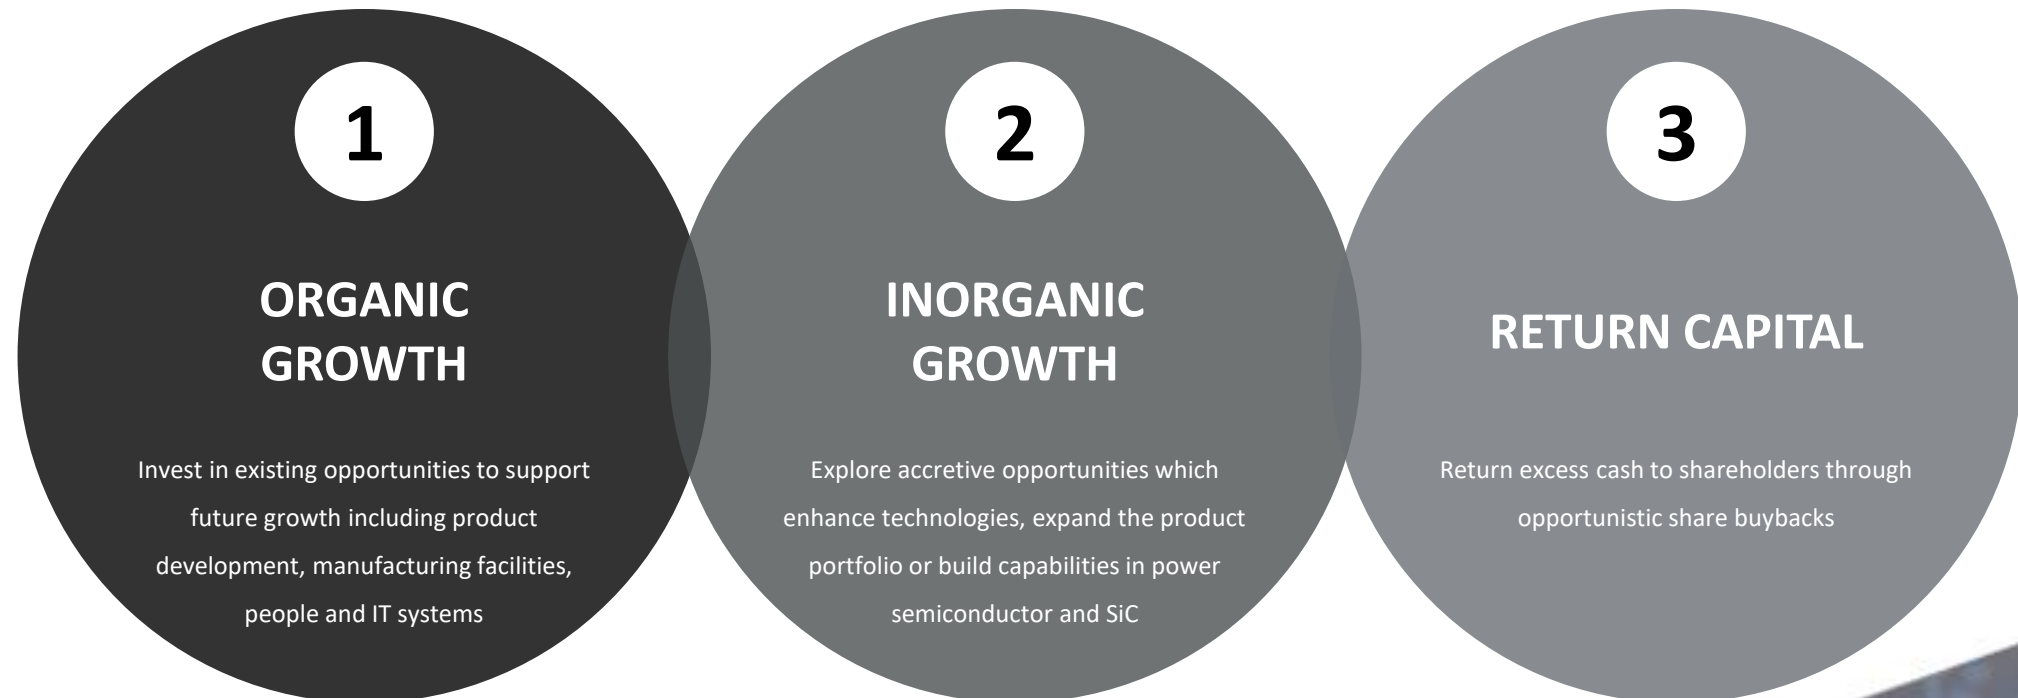 1
ORGANIC
GROWTH
Invest in existing opportunities to support
future growth including product
development, manufacturing facilities,
people and IT systems
2
INORGANIC
GROWTH
Explore accretive opportunities which
enhance technologies, expand the product
portfolio or build capabilities in power
semiconductor and SiC
3
RETURN CAPITAL
Return excess cash to shareholders through
opportunistic share buybacks